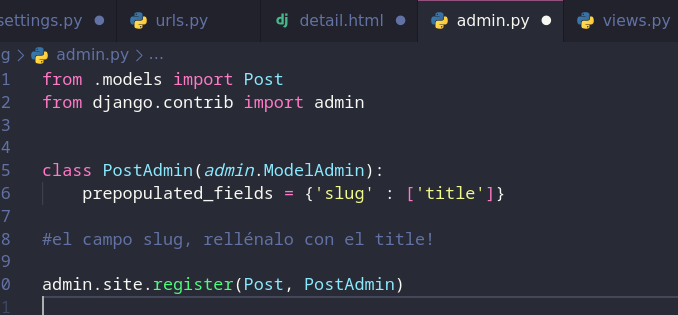 settings.py urls.py detail.html admin.py views.py
g > admin.py > ...
1 from .models import Post
2 from django.contrib import admin
3
4
5 class PostAdmin(admin.ModelAdmin):
6 prepopulated_fields = {'slug' : ['title']}
7
8 #el campo slug, rellénalo con el title!
9
0 admin.site.register(Post, PostAdmin)
1